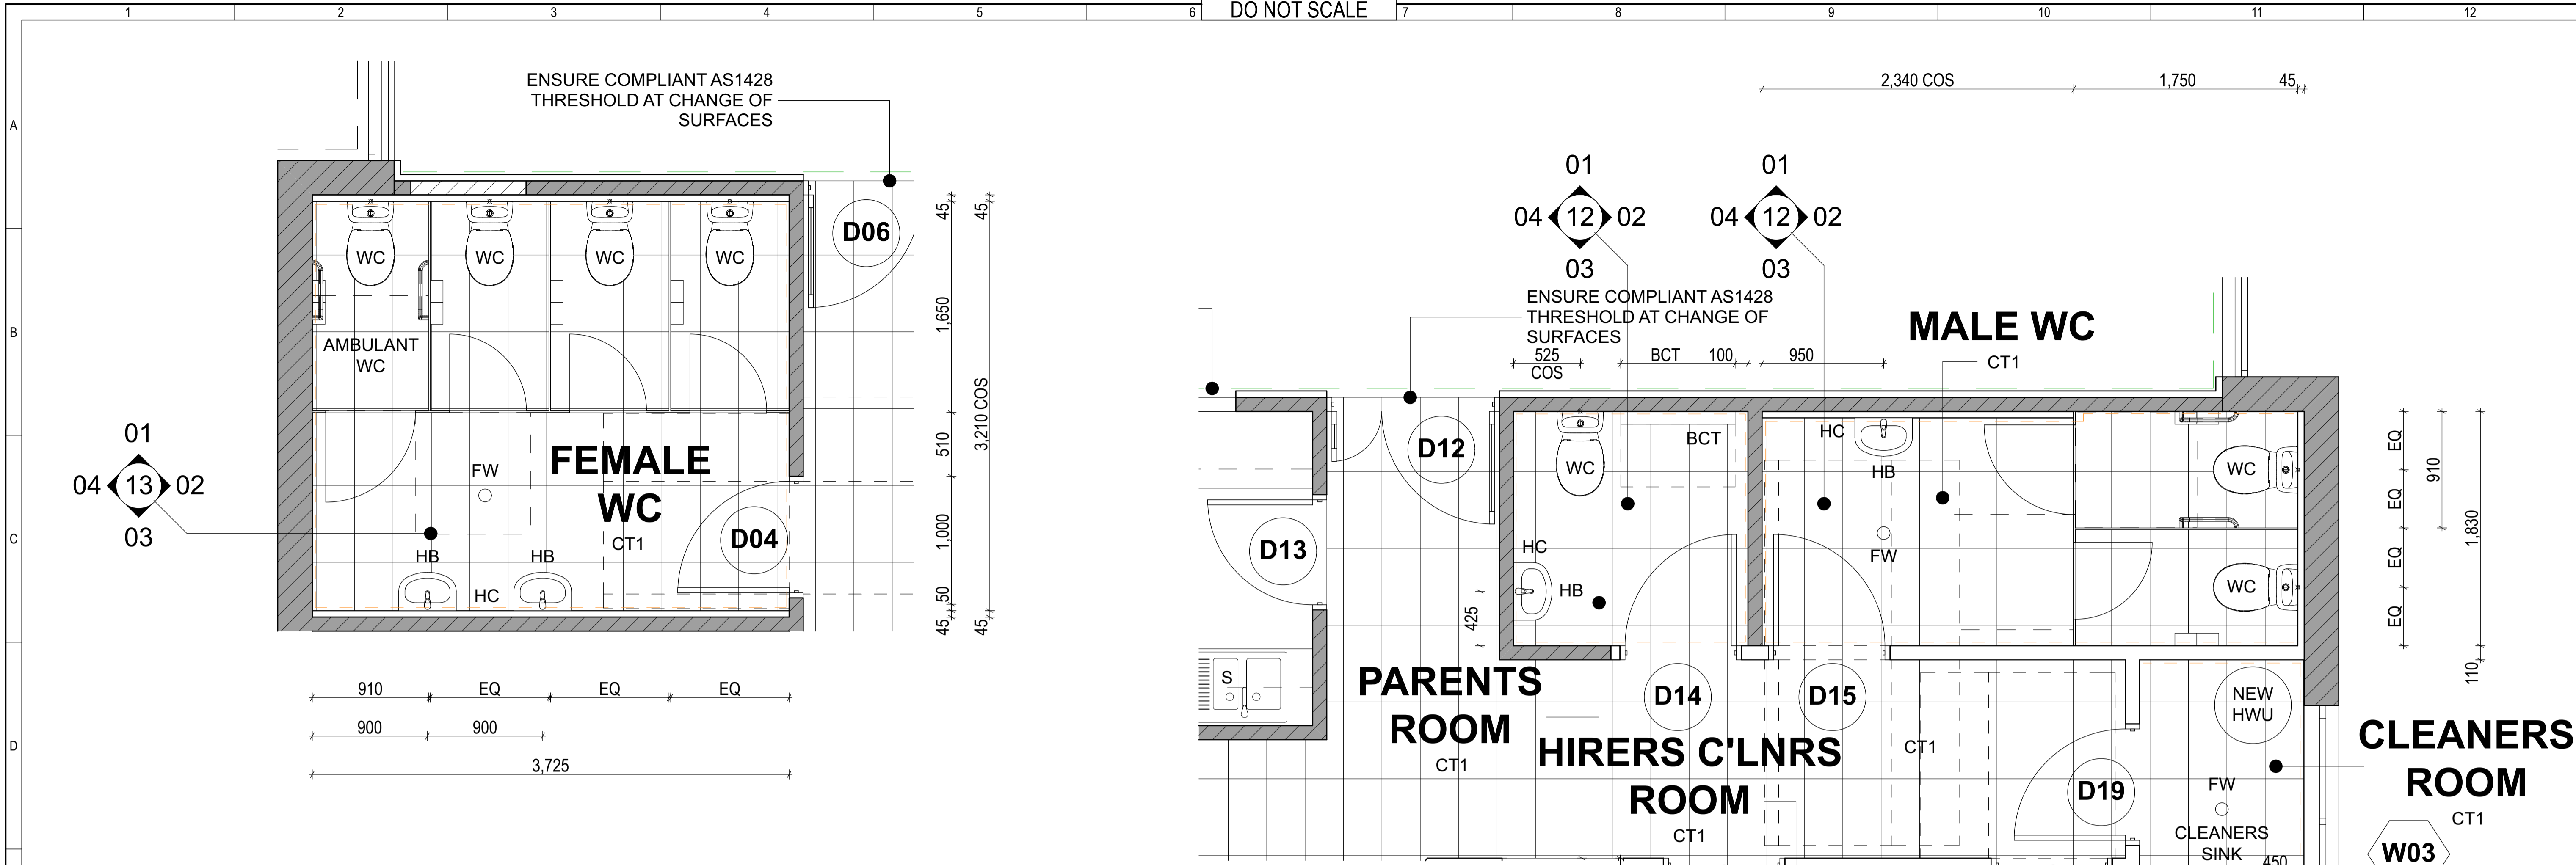 DO NOT SCALE
1
2
3
4
5
6
7
8
9
10
11
12
A
B
C
D
ENSURE COMPLIANT AS1428
THRESHOLD AT CHANGE OF
SURFACES
D06
WC
WC
WC
WC
AMBULANT
WC
01
04
13
02
03
FW
FEMALE
WC
CT1
D04
HB
HB
HC
45
1,650
510
1,000
50
45
45
3,210 COS
45
910
EQ
EQ
EQ
900
900
3,725
2,340 COS
1,750
45
01
04
12
02
03
01
04
12
02
03
ENSURE COMPLIANT AS1428
THRESHOLD AT CHANGE OF
SURFACES
525
COS
BCT
100
950
MALE WC
CT1
D12
WC
BCT
HC
HB
WC
D13
HC
HB
FW
WC
425
EQ
EQ
EQ
EQ
910
1,830
110
S
PARENTS
ROOM
CT1
D14
D15
HIRERS C'LNRS
ROOM
CT1
CT1
D19
NEW
HWU
FW
CLEANERS
SINK
450
CLEANERS
ROOM
CT1
W03